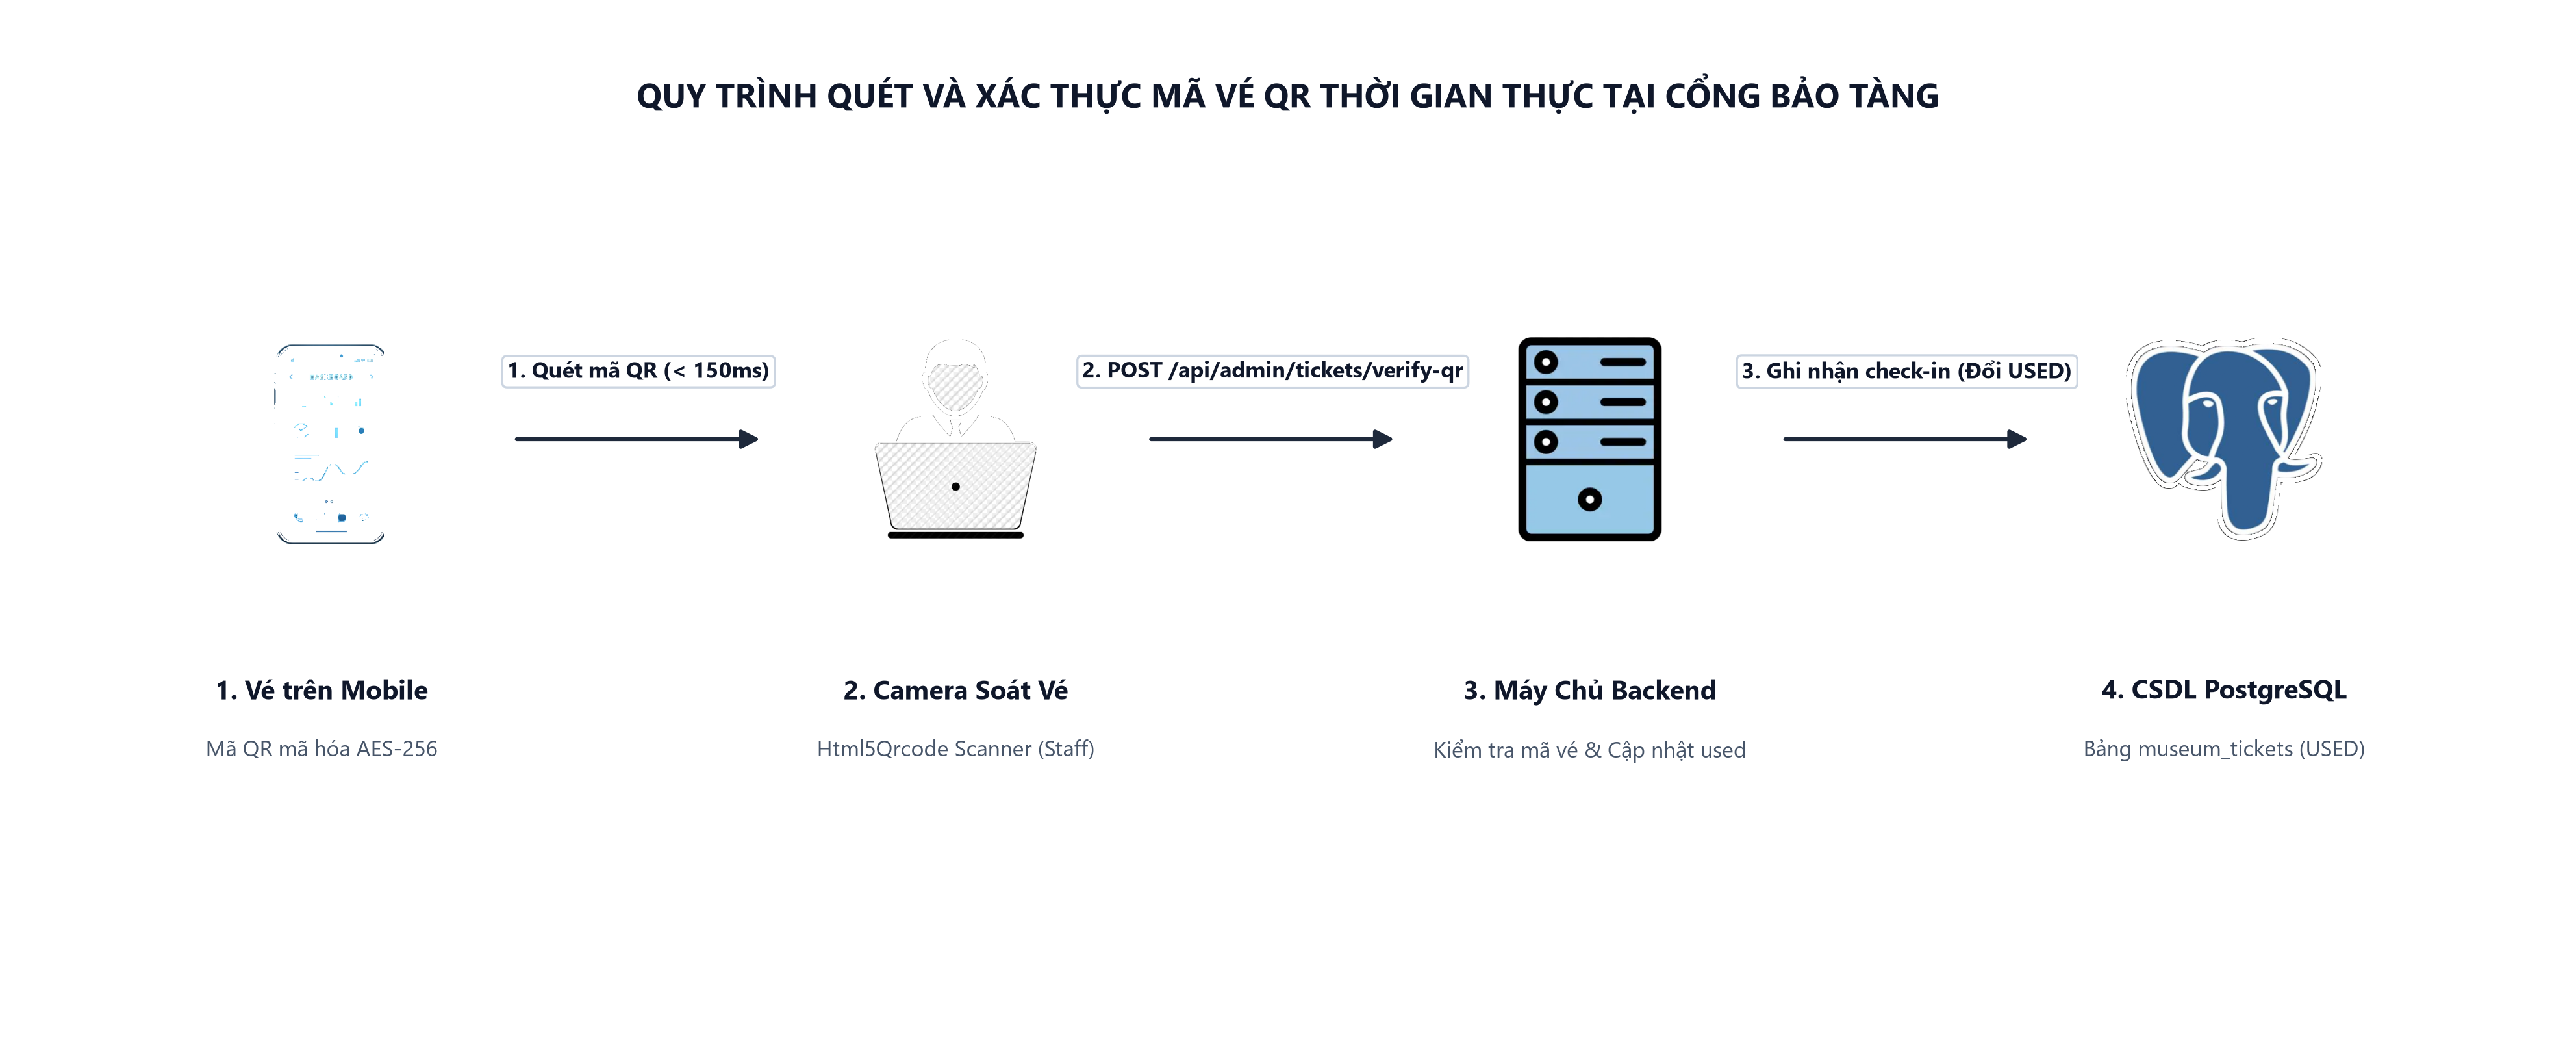 QUY TRÌNH QUÉT VÀ XÁC THỰC MÃ VÉ QR THỜI GIAN THỰC TẠI CỔNG BẢO TÀNG
1. Quét mã QR (< 150ms)
2. POST /api/admin/tickets/verify-qr
3. Ghi nhận check-in (Đổi USED)
1. Vé trên Mobile
2. Camera Soát Vé
3. Máy Chủ Backend
4. CSDL PostgreSQL
Mã QR mã hóa AES-256
Html5Qrcode Scanner (Staff)
Kiểm tra mã vé & Cập nhật used
Bảng museum_tickets (USED)